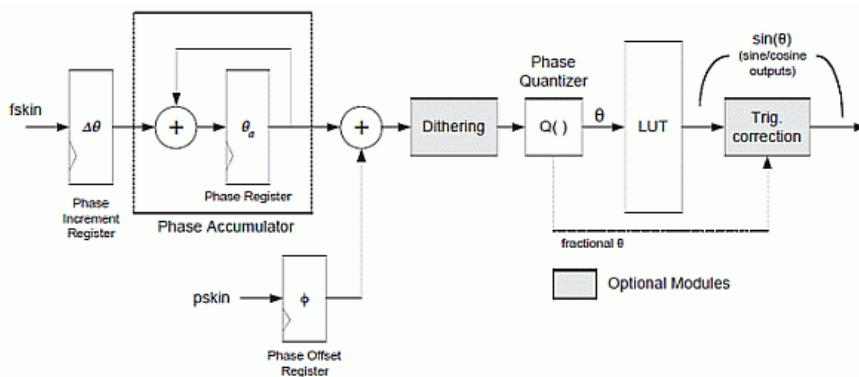 sin(θ)
(sine/cosine
outputs)
Phase
Quantizer
fskin
Δθ
+
θa
+
Dithering
Q( )
θ
LUT
Trig.
correction
Phase Register
Phase
Increment
Register
Phase Accumulator
fractional θ
pskin
ϕ
Optional Modules
Phase Offset
Register